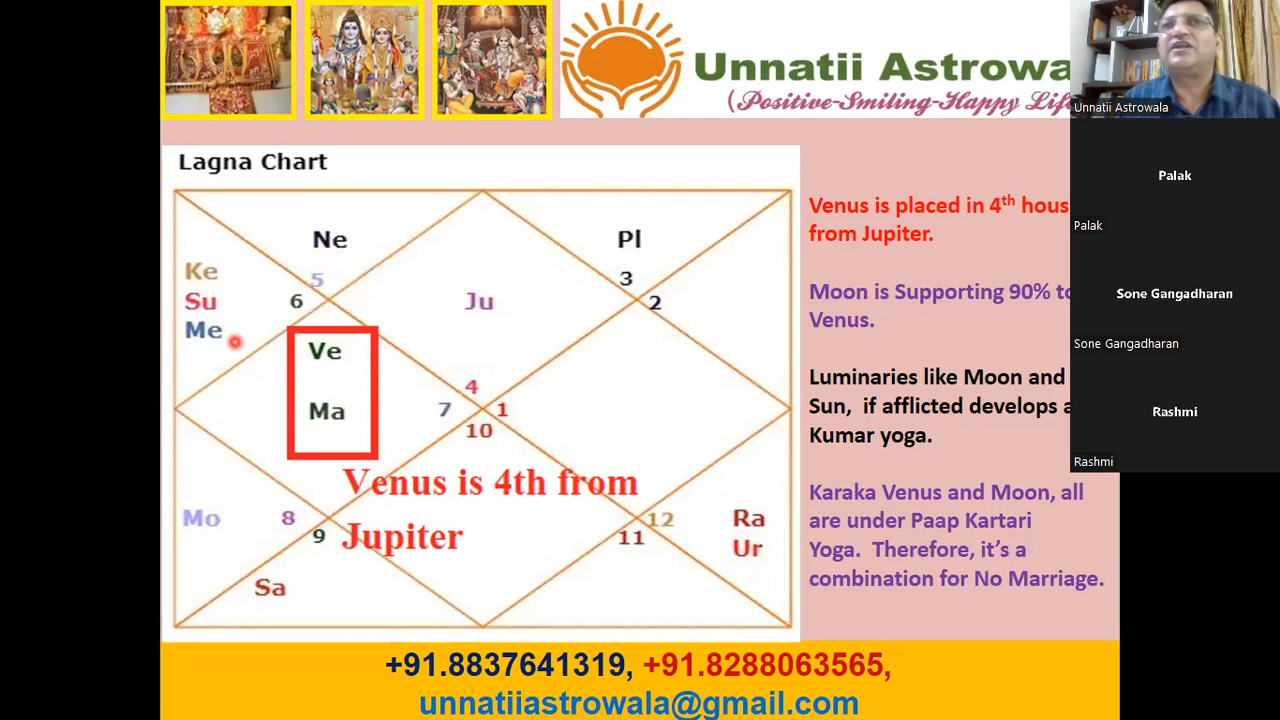 Unnatii Astrowa
(Positive-Smiling-Happy Life
Unnatii Astrowala
Palak
Palak
Sone Gangadharan
Sone Gangadharan
Rashmi
Rashmi
Lagna Chart
Ne
Pl
Ke
5
3
Su
6
Ju
2
Me
Ve
4
Ma
7
1
10
Venus is 4th from
Jupiter
Mo
8
12
Ra
9
11
Ur
Sa
Venus is placed in 4th hous
from Jupiter.
Moon is Supporting 90% to
Venus.
Luminaries like Moon and
Sun, if afflicted develops a
Kumar yoga.
Karaka Venus and Moon, all
are under Paap Kartari
Yoga. Therefore, it's a
combination for No Marriage.
+91.8837641319, +91.8288063565,
unnatiiastrowala@gmail.com